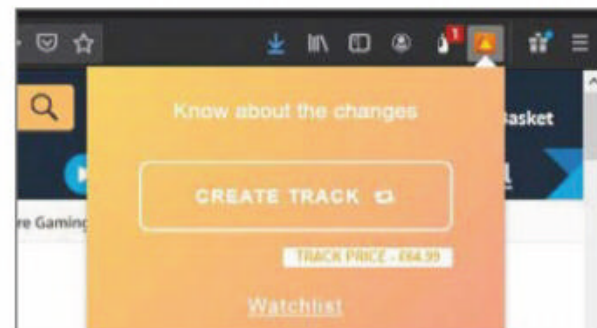 1
Know about the changes
asket
CREATE TRACK
re Gaming
TRACK PRICE - £64.99
Watchlist